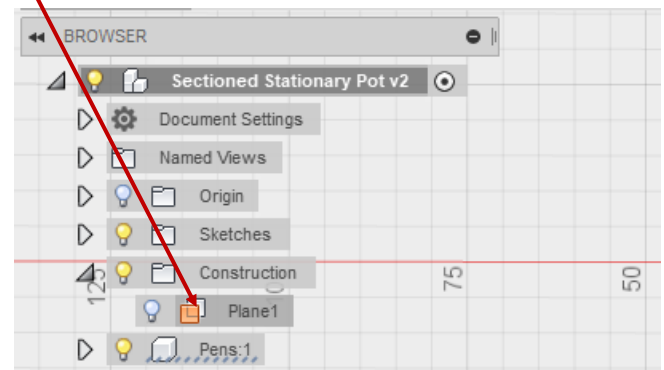 BROWSER
Sectioned Stationary Pot v2
Document Settings
Named Views
Origin
Sketches
Construction
125
75
50
Plane1
Pens:1